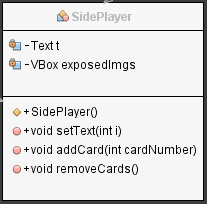 SidePlayer
-Text t
-VBox exposedImgs
+SidePlayer()
+void setText(int i)
+void addCard(int cardNumber)
+void removeCards()